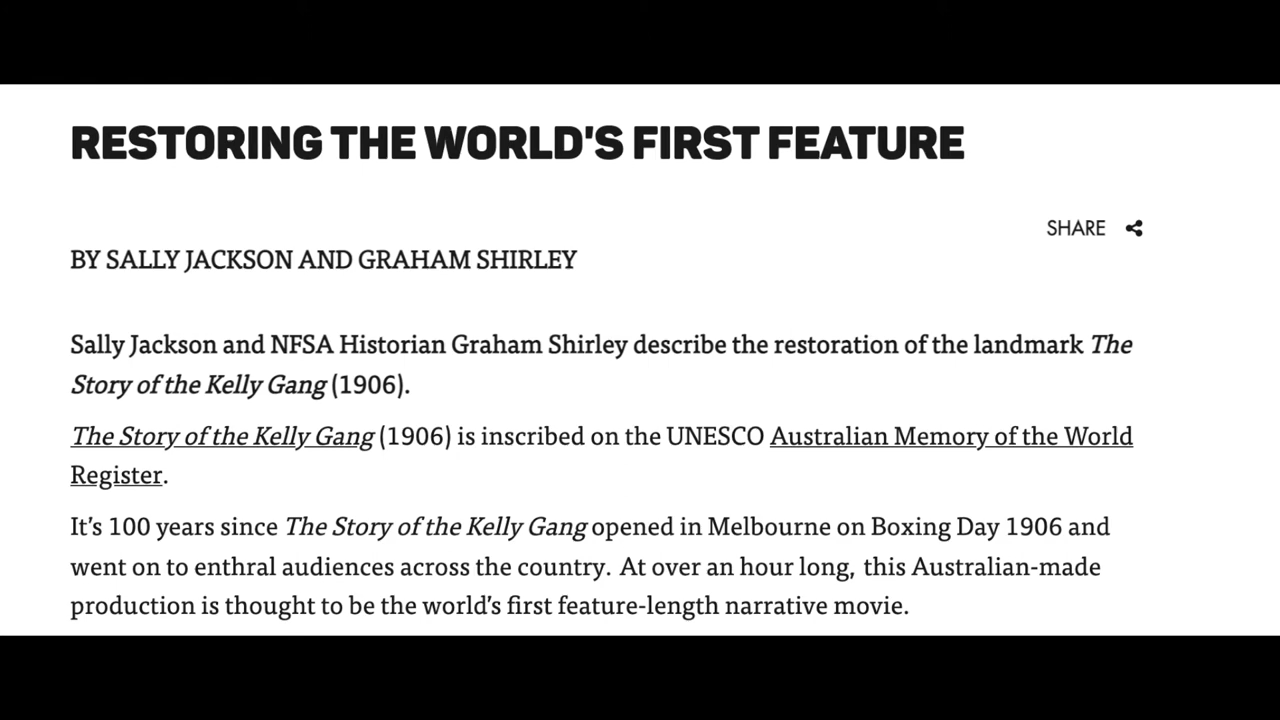 RESTORING THE WORLD'S FIRST FEATURE
SHARE
BY SALLY JACKSON AND GRAHAM SHIRLEY
Sally Jackson and NFSA Historian Graham Shirley describe the restoration of the landmark The
Story of the Kelly Gang (1906).
The Story of the Kelly Gang (1906) is inscribed on the UNESCO Australian Memory of the World
Register.
It’s 100 years since The Story of the Kelly Gang opened in Melbourne on Boxing Day 1906 and
went on to enthral audiences across the country. At over an hour long, this Australian-made
production is thought to be the world’s first feature-length narrative movie.